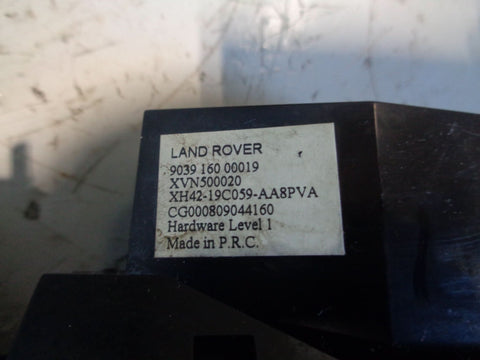 LAND ROVER
9039 160 00019
XVN500020
XH42-19C059-AA8PVA
CG000809044160
Hardware Level 1
Made in P.R.C.